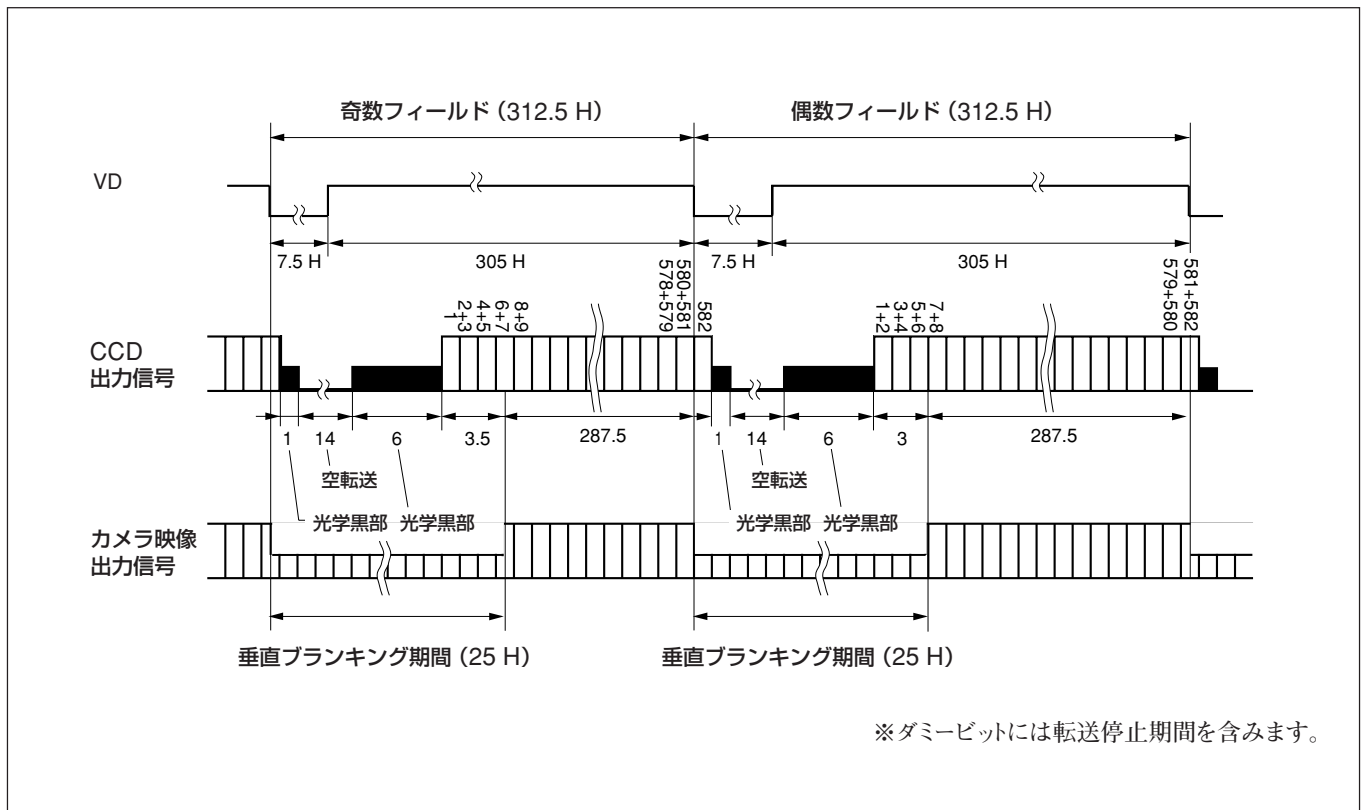 奇数フィールド (312.5 H)
偶数フィールド (312.5 H)
VD
7.5 H
305 H
7.5 H
305 H
1
2+3
4+5
6+7
8+9
578+579
580+581
582
1+2
3+4
5+6
7+8
579+580
581+582
CCD
出力信号
1
14
6
3.5
287.5
1
14
6
3
287.5
空転送
空転送
光学黒部
光学黒部
光学黒部
光学黒部
カメラ映像
出力信号
垂直ブランキング期間 (25 H)
垂直ブランキング期間 (25 H)
※ダミービットには転送停止期間を含みます。